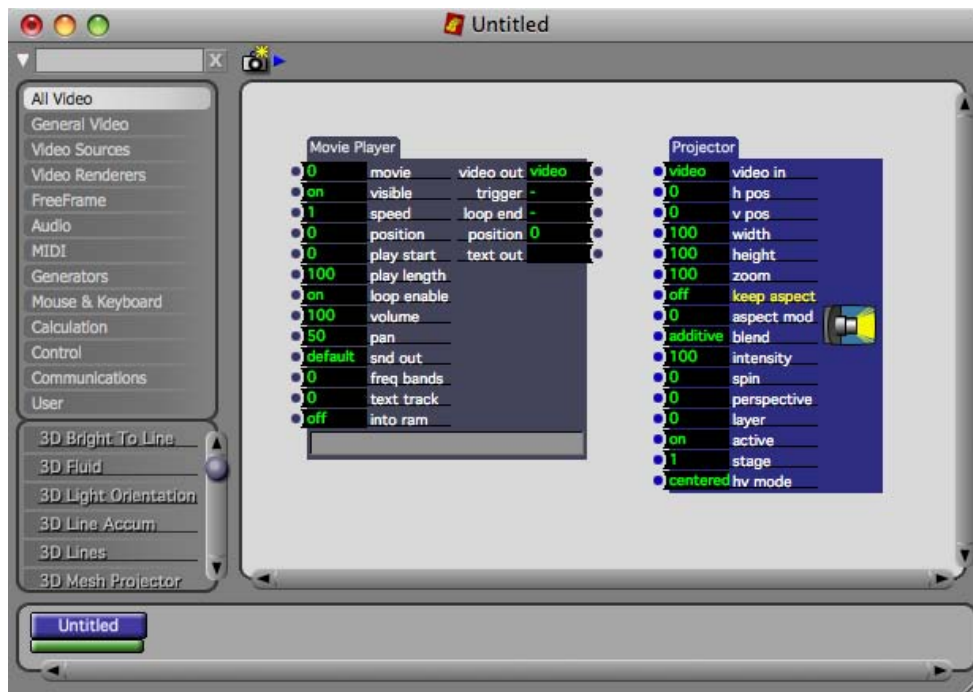 Untitled
X
All Video
General Video
Video Sources
Video Renderers
FreeFrame
Audio
MIDI
Generators
Mouse & Keyboard
Calculation
Control
Communications
User
3D Bright To Line
3D Fluid
3D Light Orientation
3D Line Accum
3D Lines
3D Mesh Projector
Movie Player
0 movie video out video
on visible trigger -
1 speed loop end -
0 position position 0
0 play start text out
100 play length
on loop enable
100 volume
50 pan
default snd out
0 freq bands
0 text track
off into ram
Projector
video video in
0 h pos
0 v pos
100 width
100 height
100 zoom
off keep aspect
0 aspect mod
additive blend
100 intensity
0 spin
0 perspective
0 layer
on active
1 stage
centered hv mode
Untitled